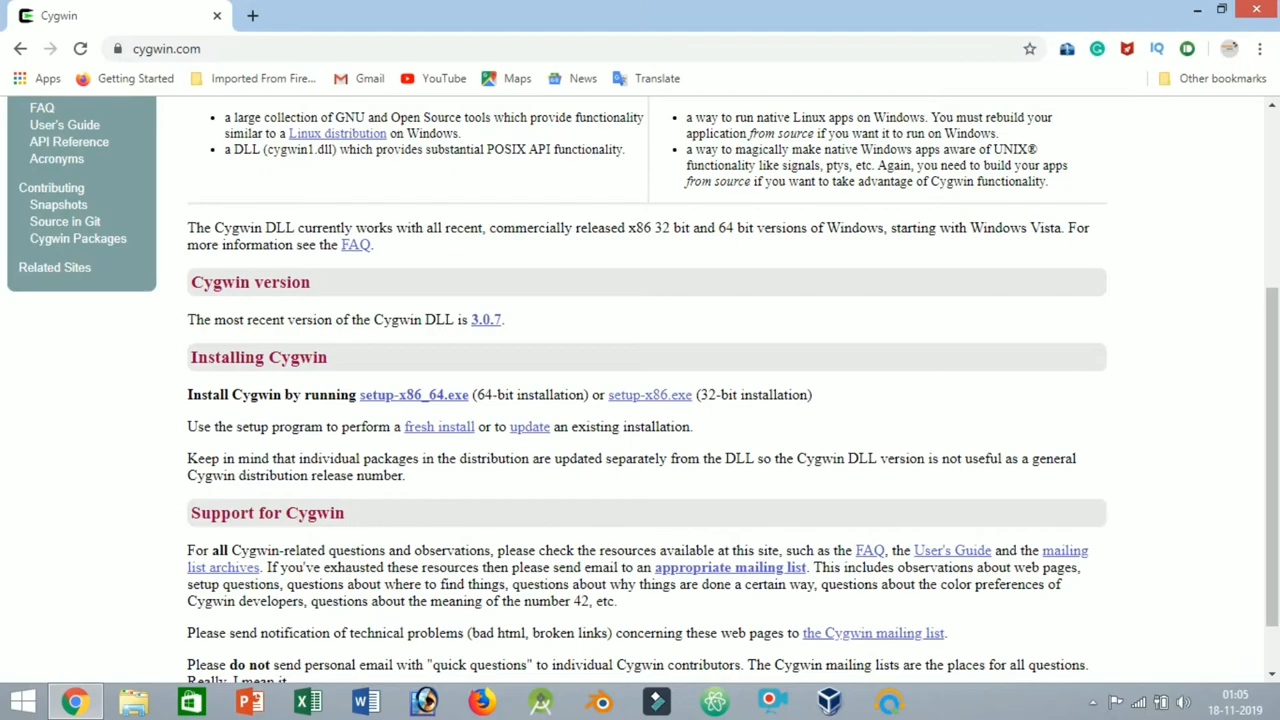 Cygwin
cygwin.com
Apps
Getting Started
Imported From Fire...
Gmail
YouTube
Maps
News
Translate
Other bookmarks
FAQ
User's Guide
API Reference
Acronyms
Contributing
Snapshots
Source in Git
Cygwin Packages
Related Sites
a large collection of GNU and Open Source tools which provide functionality
similar to a Linux distribution on Windows.
a DLL (cygwin1.dll) which provides substantial POSIX API functionality.
a way to run native Linux apps on Windows. You must rebuild your
application from source if you want it to run on Windows.
a way to magically make native Windows apps aware of UNIX®
functionality like signals, ptys, etc. Again, you need to build your apps
from source if you want to take advantage of Cygwin functionality.
The Cygwin DLL currently works with all recent, commercially released x86 32 bit and 64 bit versions of Windows, starting with Windows Vista. For
more information see the FAQ.
Cygwin version
The most recent version of the Cygwin DLL is 3.0.7.
Installing Cygwin
Install Cygwin by running setup-x86_64.exe (64-bit installation) or setup-x86.exe (32-bit installation)
Use the setup program to perform a fresh install or to update an existing installation.
Keep in mind that individual packages in the distribution are updated separately from the DLL so the Cygwin DLL version is not useful as a general
Cygwin distribution release number.
Support for Cygwin
For all Cygwin-related questions and observations, please check the resources available at this site, such as the FAQ, the User's Guide and the mailing
list archives. If you've exhausted these resources then please send email to an appropriate mailing list. This includes observations about web pages,
setup questions, questions about where to find things, questions about why things are done a certain way, questions about the color preferences of
Cygwin developers, questions about the meaning of the number 42, etc.
Please send notification of technical problems (bad html, broken links) concerning these web pages to the Cygwin mailing list.
Please do not send personal email with "quick questions" to individual Cygwin contributors. The Cygwin mailing lists are the places for all questions.
Really. I mean it.
01:05
18-11-2019